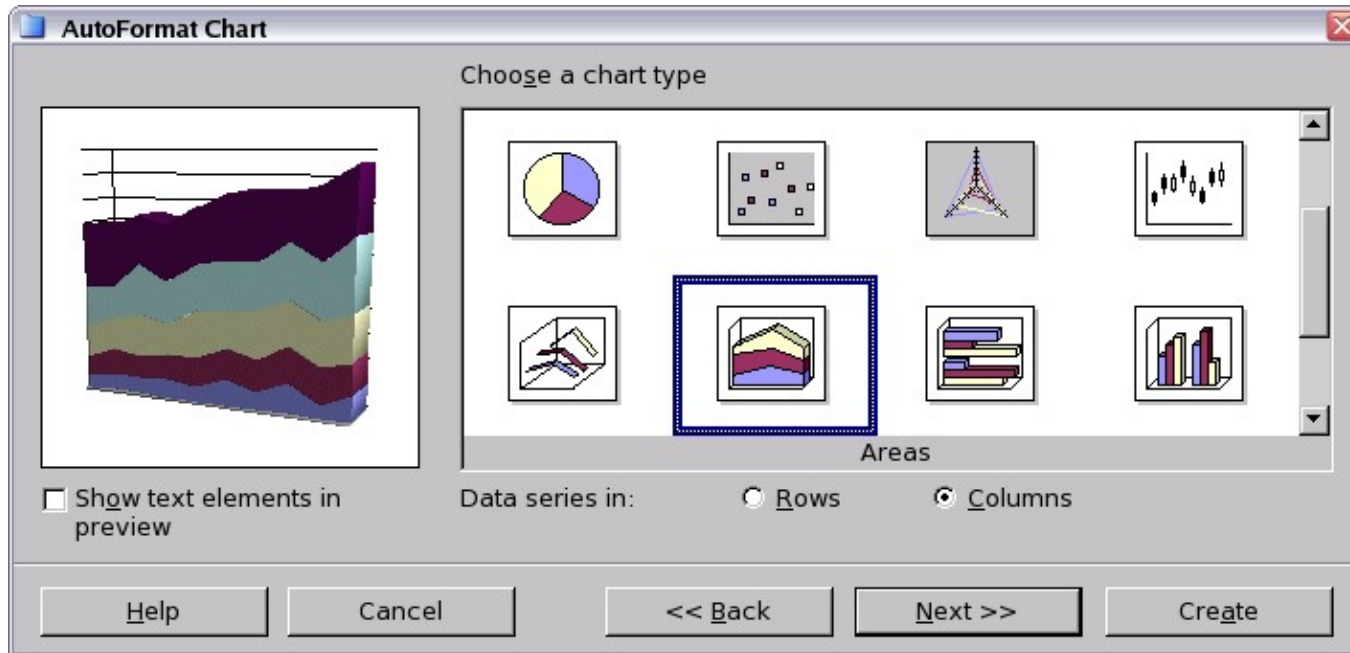 AutoFormat Chart
Choose a chart type
Areas
Show text elements in
preview
Data series in:
Rows
Columns
Help
Cancel
<< Back
Next >>
Create